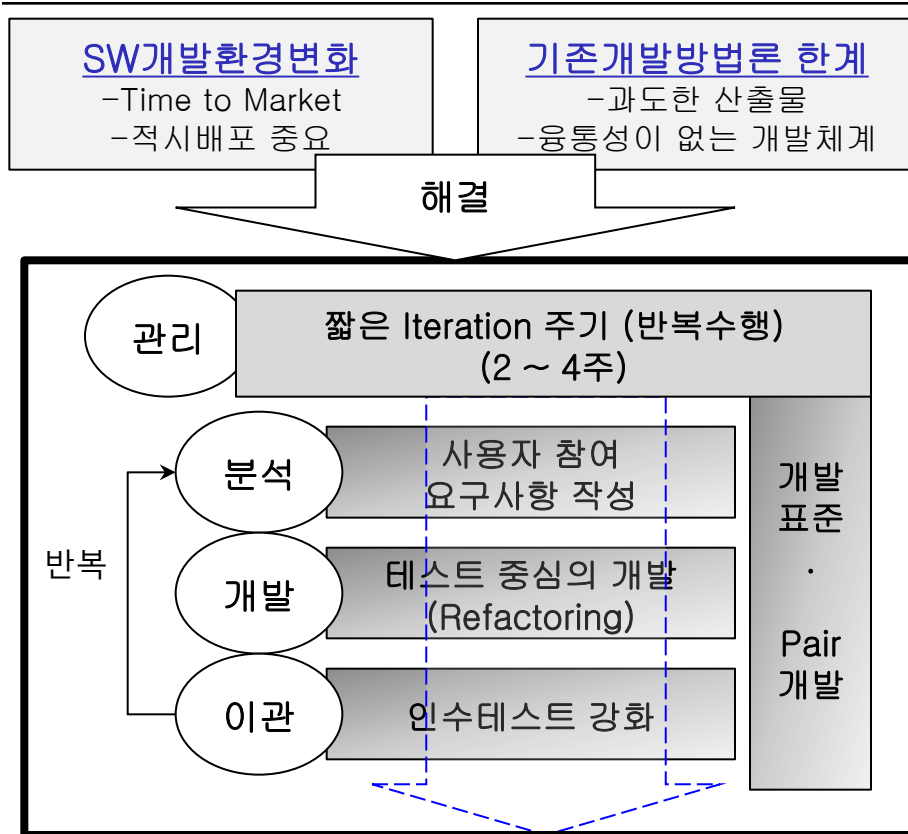 SW개발환경변화
-Time to Market
-적시배포 중요
기존개발방법론 한계
-과도한 산출물
-융통성이 없는 개발체계
해결
관리
짧은 Iteration 주기 (반복수행)
(2 ~ 4주)
반복
분석
사용자 참여
요구사항 작성
개발
테스트 중심의 개발
(Refactoring)
이관
인수테스트 강화
개발
표준
·
Pair
개발